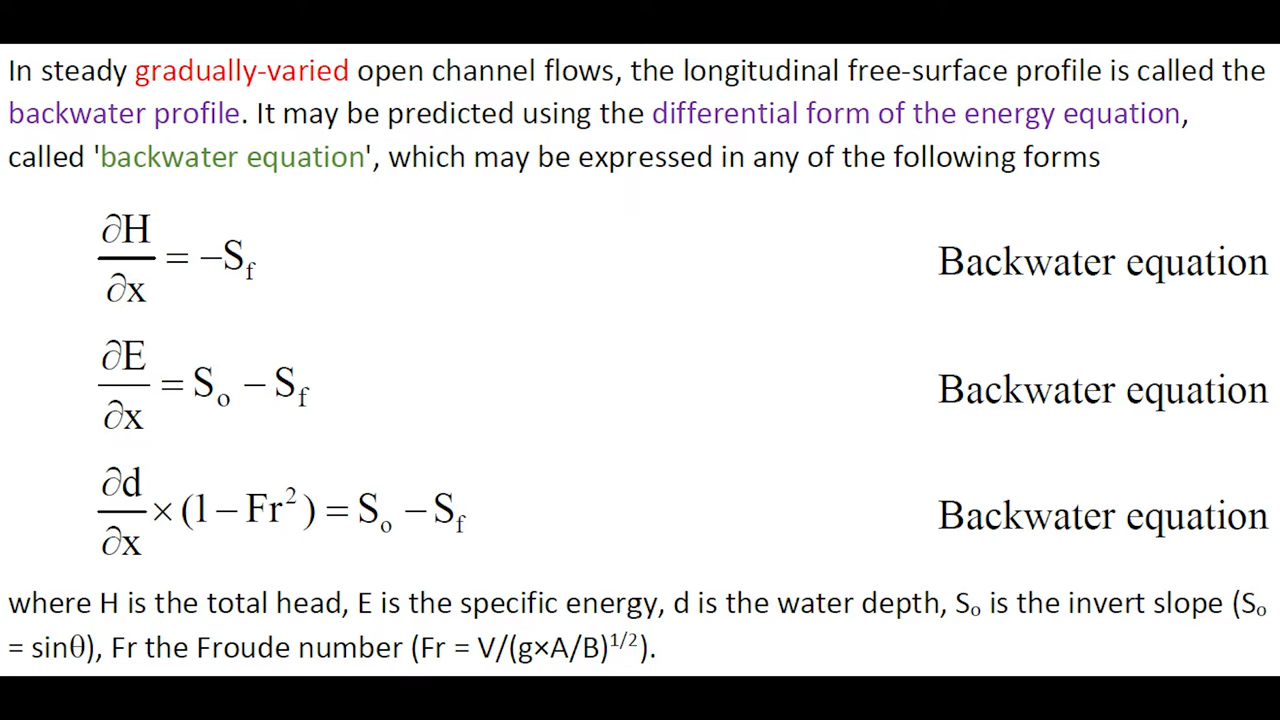 In steady gradually-varied open channel flows, the longitudinal free-surface profile is called the
backwater profile. It may be predicted using the differential form of the energy equation,
called 'backwater equation', which may be expressed in any of the following forms
∂H/∂x = −S_f Backwater equation
∂E/∂x = S_o − S_f Backwater equation
∂d/∂x × (1 − Fr²) = S_o − S_f Backwater equation
where H is the total head, E is the specific energy, d is the water depth, S_o is the invert slope (S_o
= sinθ), Fr the Froude number (Fr = V/(g×A/B)^1/2).